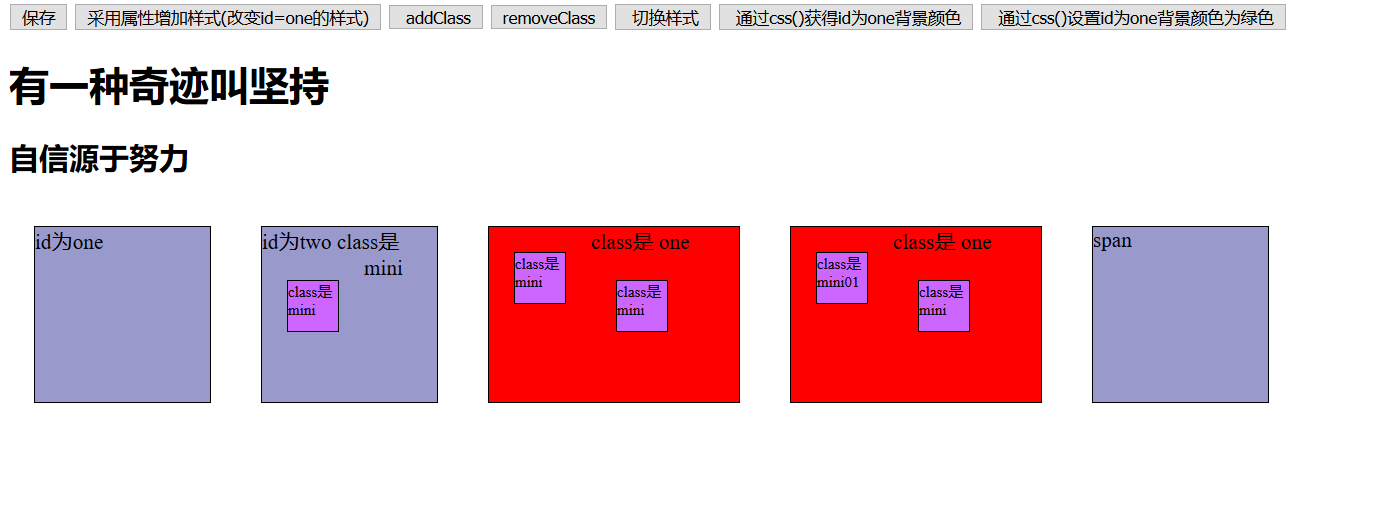 保存 采用属性增加样式(改变id=one的样式) addClass removeClass 切换样式 通过css()获得id为one背景颜色 通过css()设置id为one背景颜色为绿色
有一种奇迹叫坚持
自信源于努力
id为one
id为two class是
mini
class是
mini
class是 one
class是
mini
class是
mini
class是 one
class是
mini01
class是
mini
span